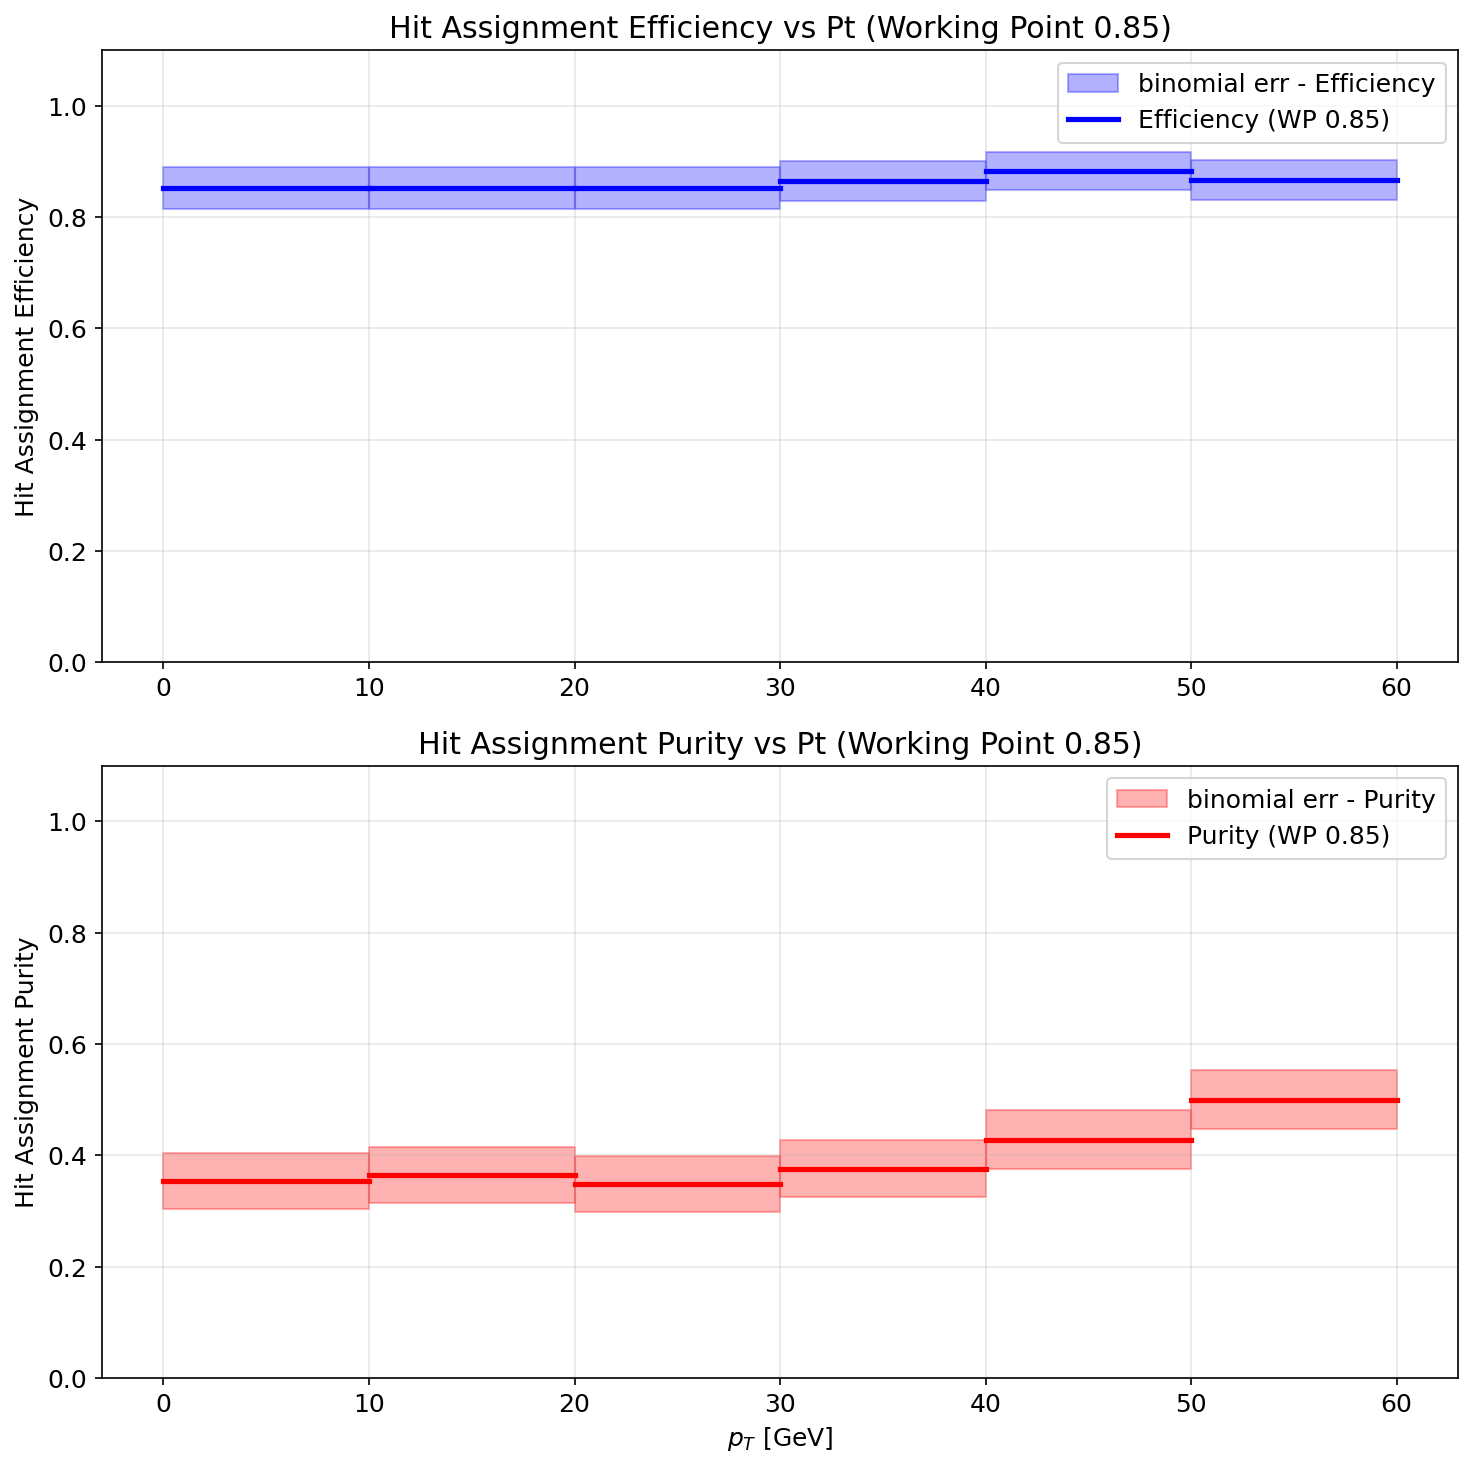 Hit Assignment Efficiency vs Pt (Working Point 0.85)
binomial err - Efficiency
Efficiency (WP 0.85)
Hit Assignment Efficiency
1.0
0.8
0.6
0.4
0.2
0.0
0 10 20 30 40 50 60
Hit Assignment Purity vs Pt (Working Point 0.85)
binomial err - Purity
Purity (WP 0.85)
Hit Assignment Purity
1.0
0.8
0.6
0.4
0.2
0.0
0 10 20 30 40 50 60
p_T [GeV]